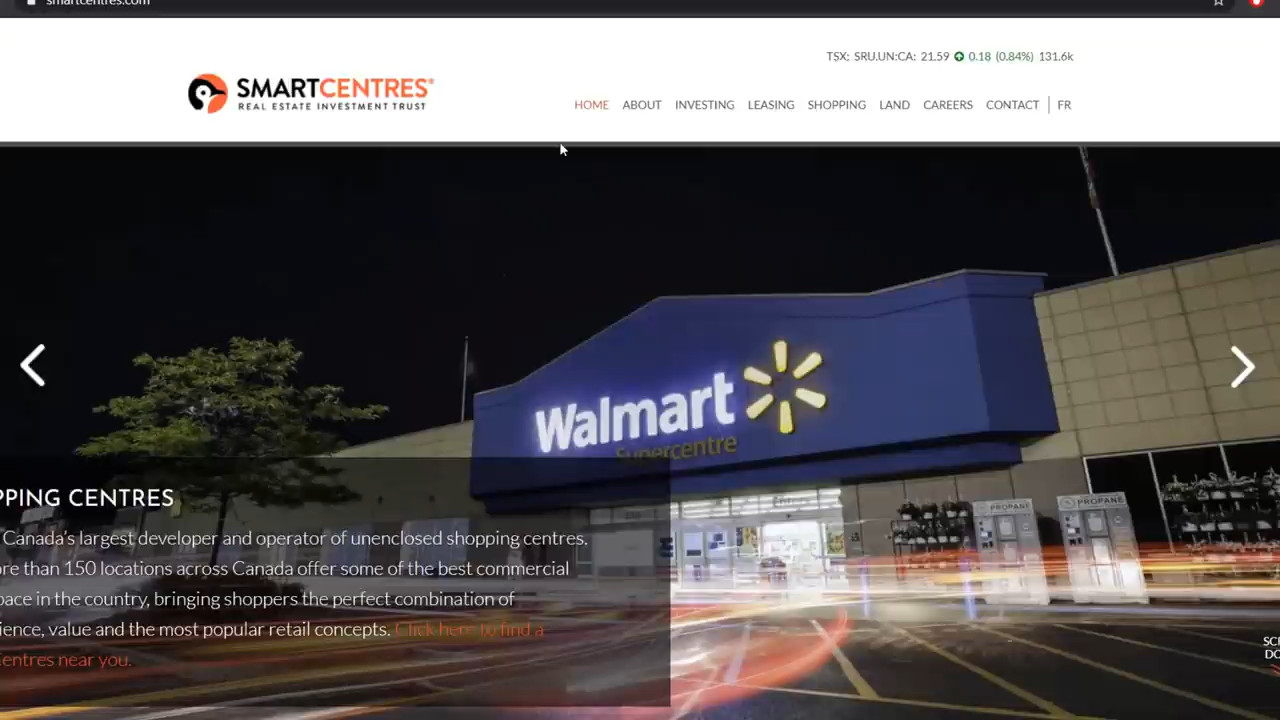 smartcentres.com
TSX: SRU.UN:CA: 21.59 0.18 (0.84%) 131.6k
SMARTCENTRES®
REAL ESTATE INVESTMENT TRUST
HOME ABOUT INVESTING LEASING SHOPPING LAND CAREERS CONTACT FR
Walmart
Supercentre
PROPANE PROPANE
PPING CENTRES
Canada's largest developer and operator of unenclosed shopping centres.
ore than 150 locations across Canada offer some of the best commercial
pace in the country, bringing shoppers the perfect combination of
ience, value and the most popular retail concepts. Click here to find a
Centres near you.